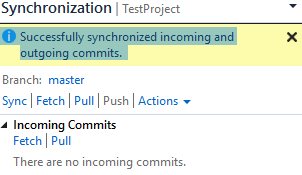 Synchronization | TestProject
Successfully synchronized incoming and
outgoing commits.
Branch: master
Sync | Fetch | Pull | Push | Actions
Incoming Commits
Fetch | Pull
There are no incoming commits.